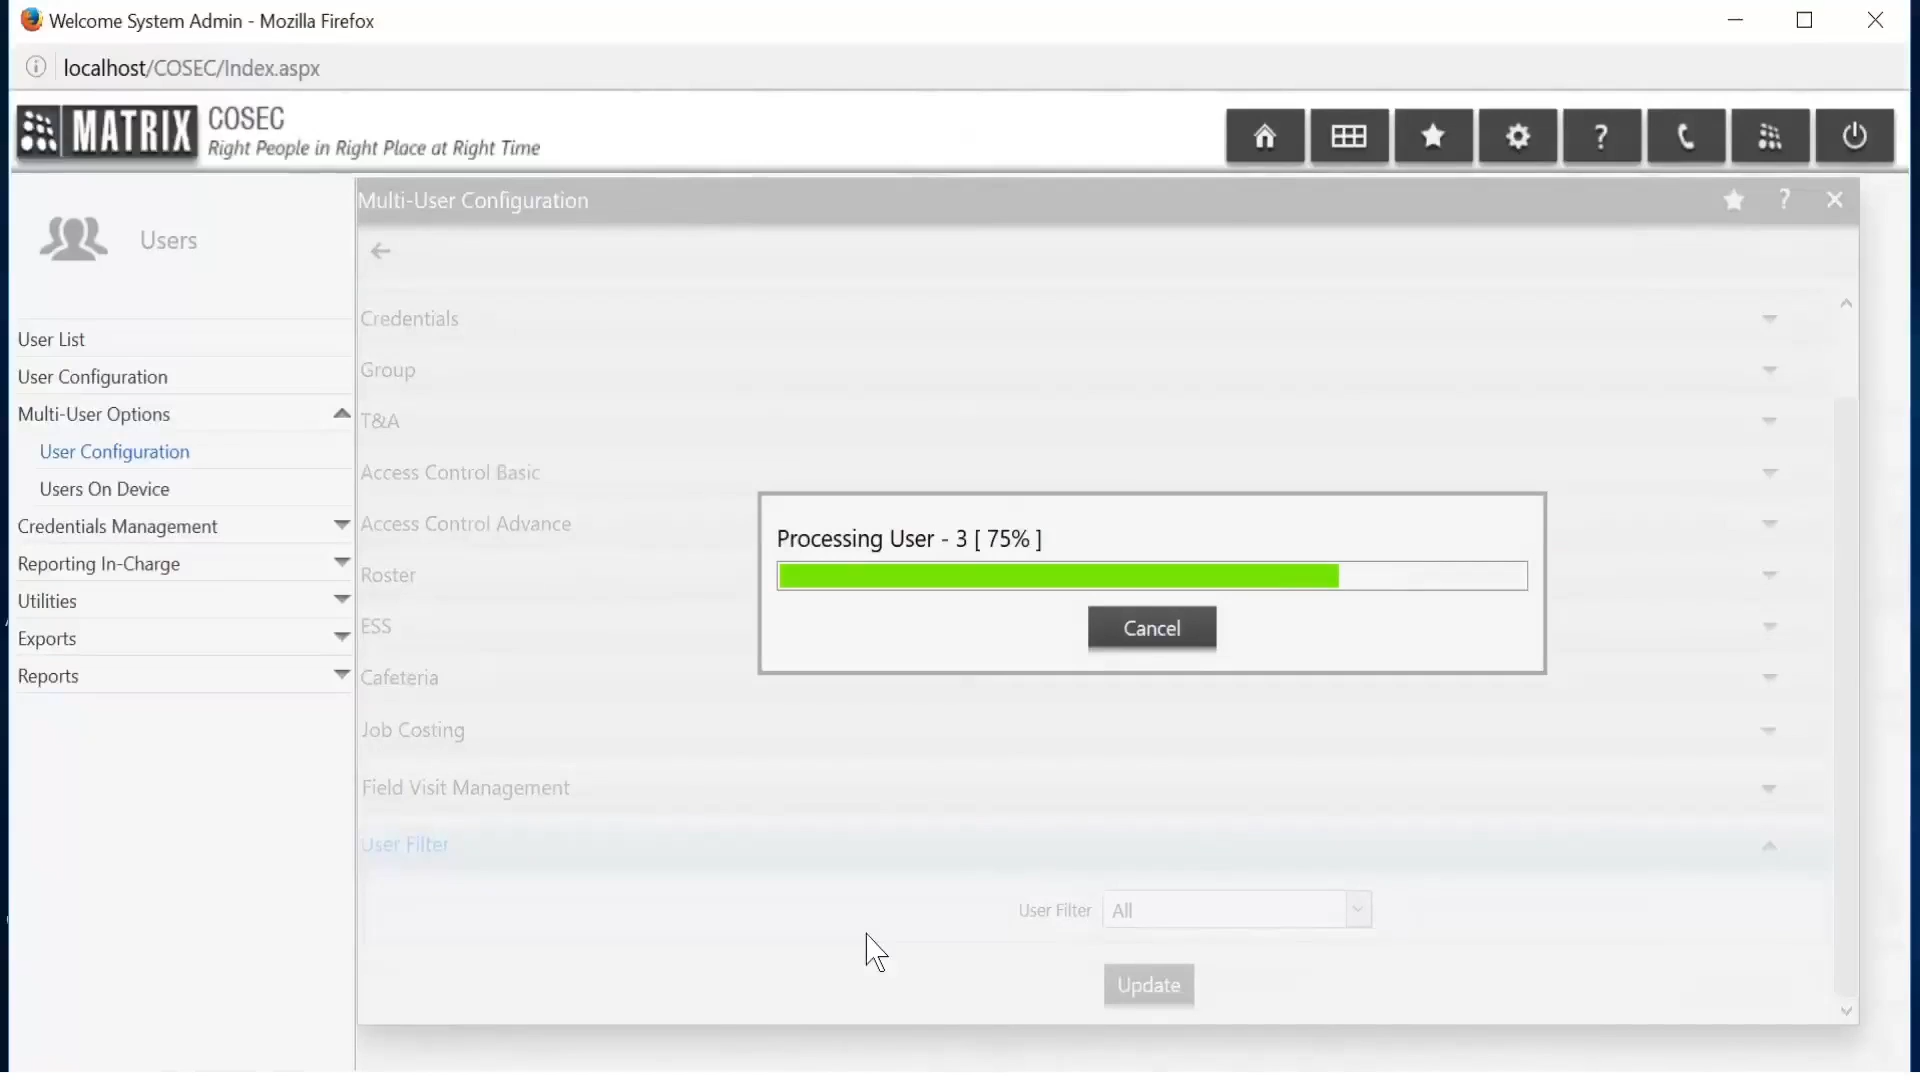 Welcome System Admin - Mozilla Firefox
localhost/COSEC/Index.aspx
MATRIX
COSEC
Right People in Right Place at Right Time
?
Users
Multi-User Configuration
?
User List
User Configuration
Multi-User Options
User Configuration
Users On Device
Credentials Management
Reporting In-Charge
Utilities
Exports
Reports
Credentials
Group
T&A
Access Control Basic
Access Control Advance
Roster
ESS
Cafeteria
Job Costing
Field Visit Management
User Filter
User Filter All
Update
Processing User - 3 [ 75% ]
Cancel